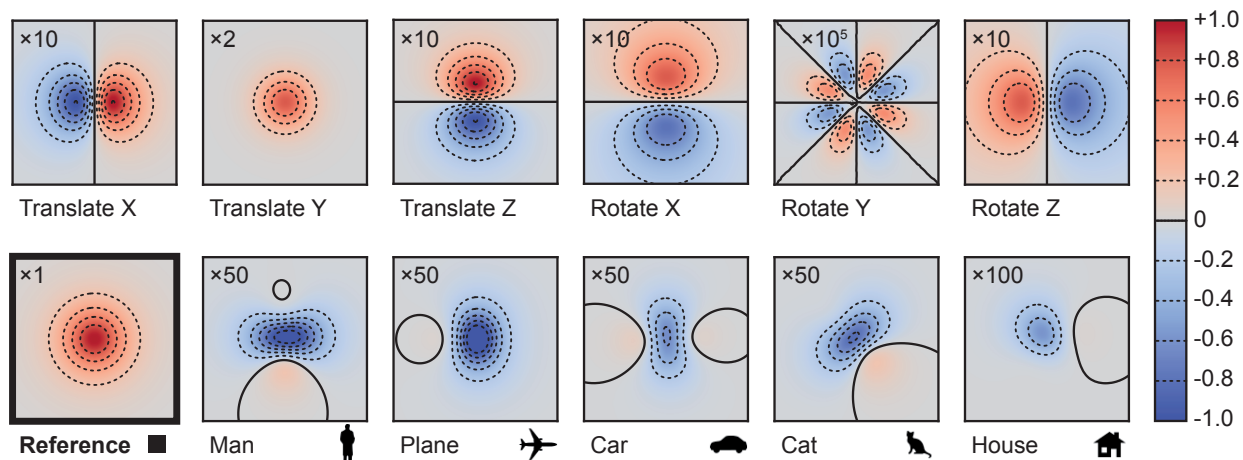 ×10 ×2 ×10 ×10 ×10⁵ ×10
Translate X Translate Y Translate Z Rotate X Rotate Y Rotate Z
×1 ×50 ×50 ×50 ×50 ×100
Reference Man Plane Car Cat House
+1.0
+0.8
+0.6
+0.4
+0.2
0
-0.2
-0.4
-0.6
-0.8
-1.0